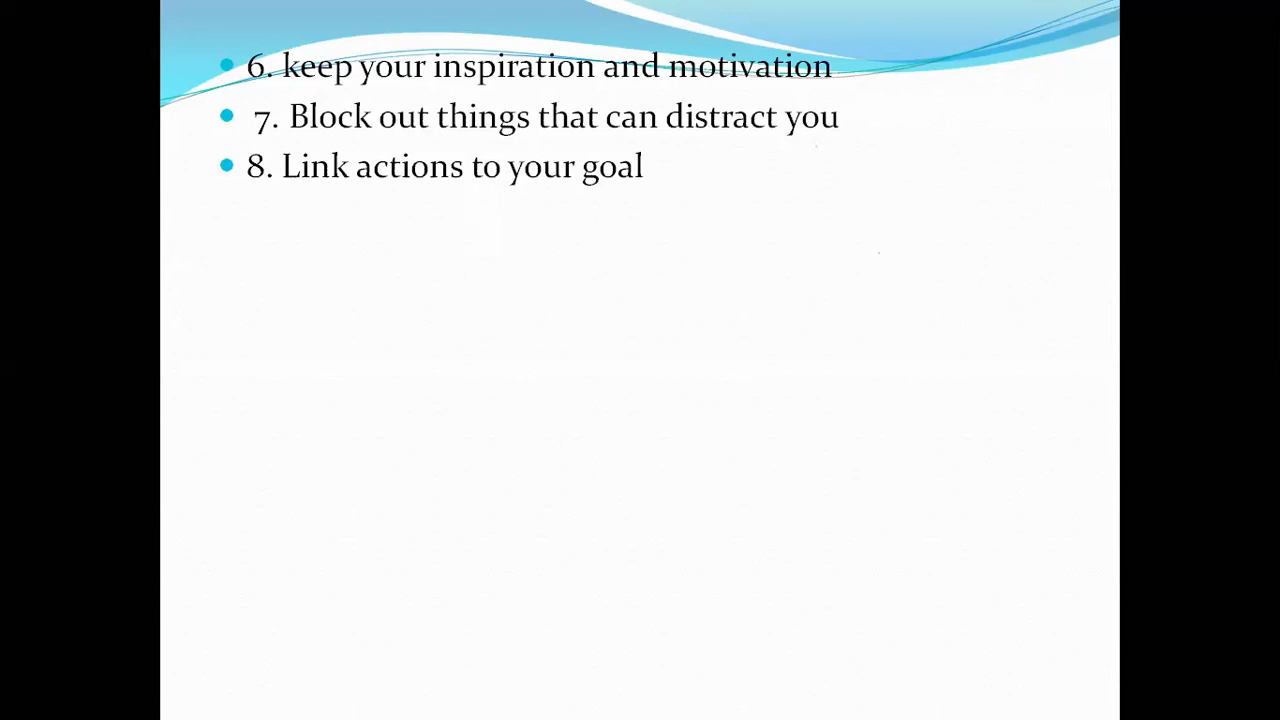 • 6. keep your inspiration and motivation
• 7. Block out things that can distract you
• 8. Link actions to your goal